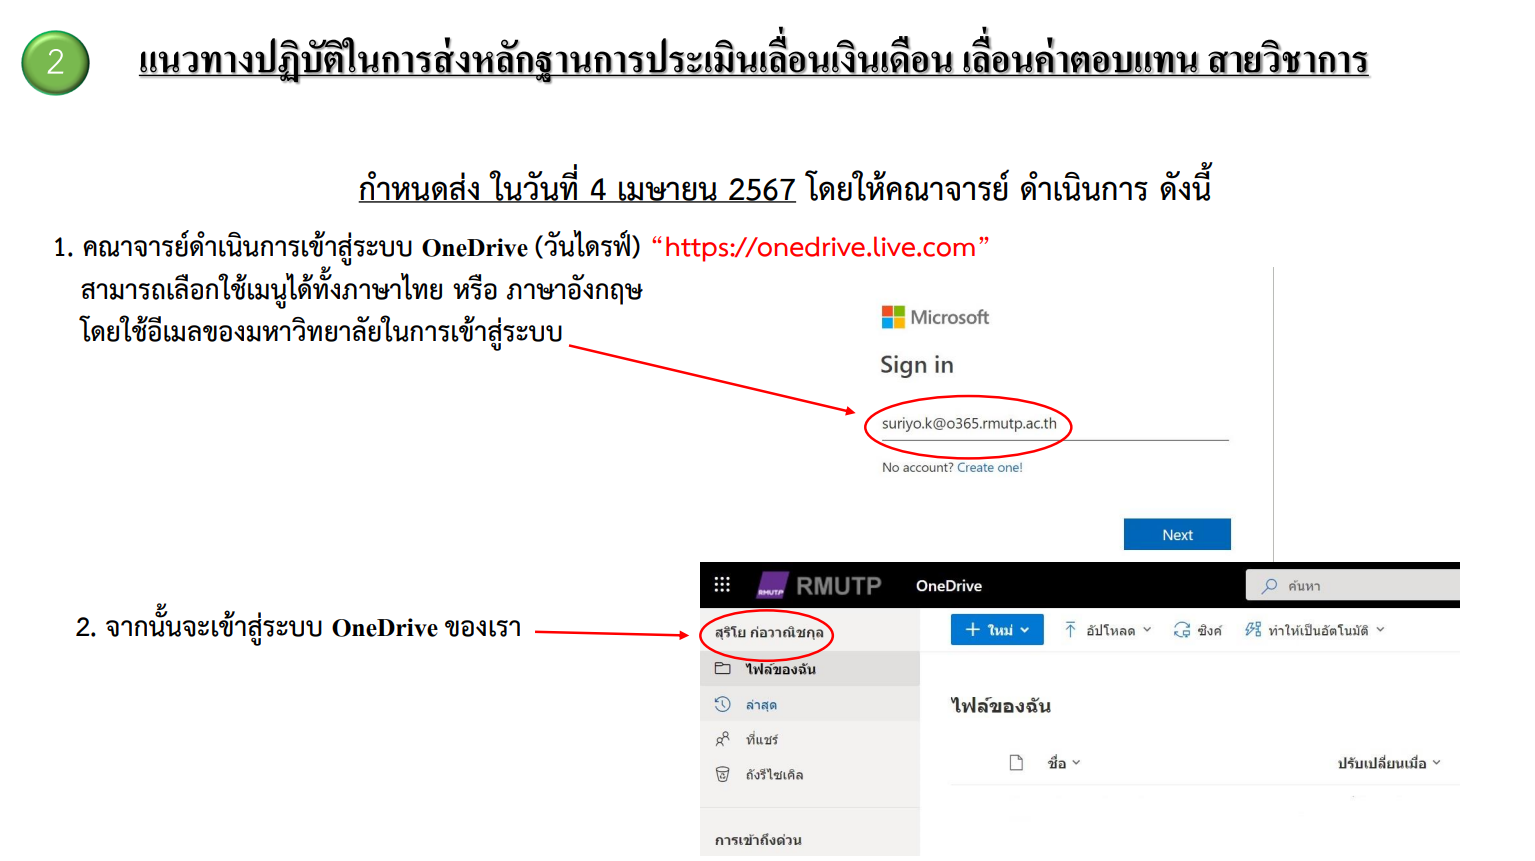 2
แนวทางปฏิบัติในการส่งหลักฐานการประเมินเลื่อนเงินเดือน เลื่อนค่าตอบแทน สายวิชาการ
กำหนดส่ง ในวันที่ 4 เมษายน 2567 โดยให้คณาจารย์ ดำเนินการ ดังนี้
1. คณาจารย์ดำเนินการเข้าสู่ระบบ OneDrive (วันไดรฟ์) “https://onedrive.live.com”
สามารถเลือกใช้เมนูได้ทั้งภาษาไทย หรือ ภาษาอังกฤษ
โดยใช้อีเมลของมหาวิทยาลัยในการเข้าสู่ระบบ
Microsoft
Sign in
suriyo.k@o365.rmutp.ac.th
No account? Create one!
Next
RMUTP RMUTP OneDrive ค้นหา
2. จากนั้นจะเข้าสู่ระบบ OneDrive ของเรา
สุริโย ก่อวาณิชกุล
+ ใหม่ อัปโหลด ซิงค์ ทำให้เป็นอัตโนมัติ
ไฟล์ของฉัน
ล่าสุด
ที่แชร์
ถังรีไซเคิล
การเข้าถึงด่วน
ไฟล์ของฉัน
ชื่อ ปรับเปลี่ยนเมื่อ